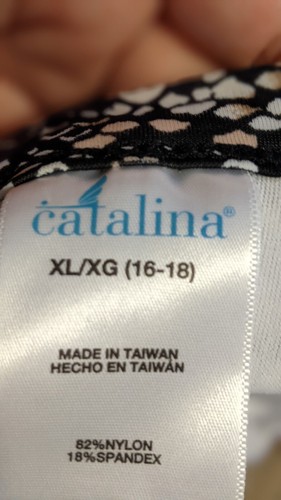 catalina®
XL/XG (16-18)
MADE IN TAIWAN
HECHO EN TAIWÁN
82%NYLON
18%SPANDEX